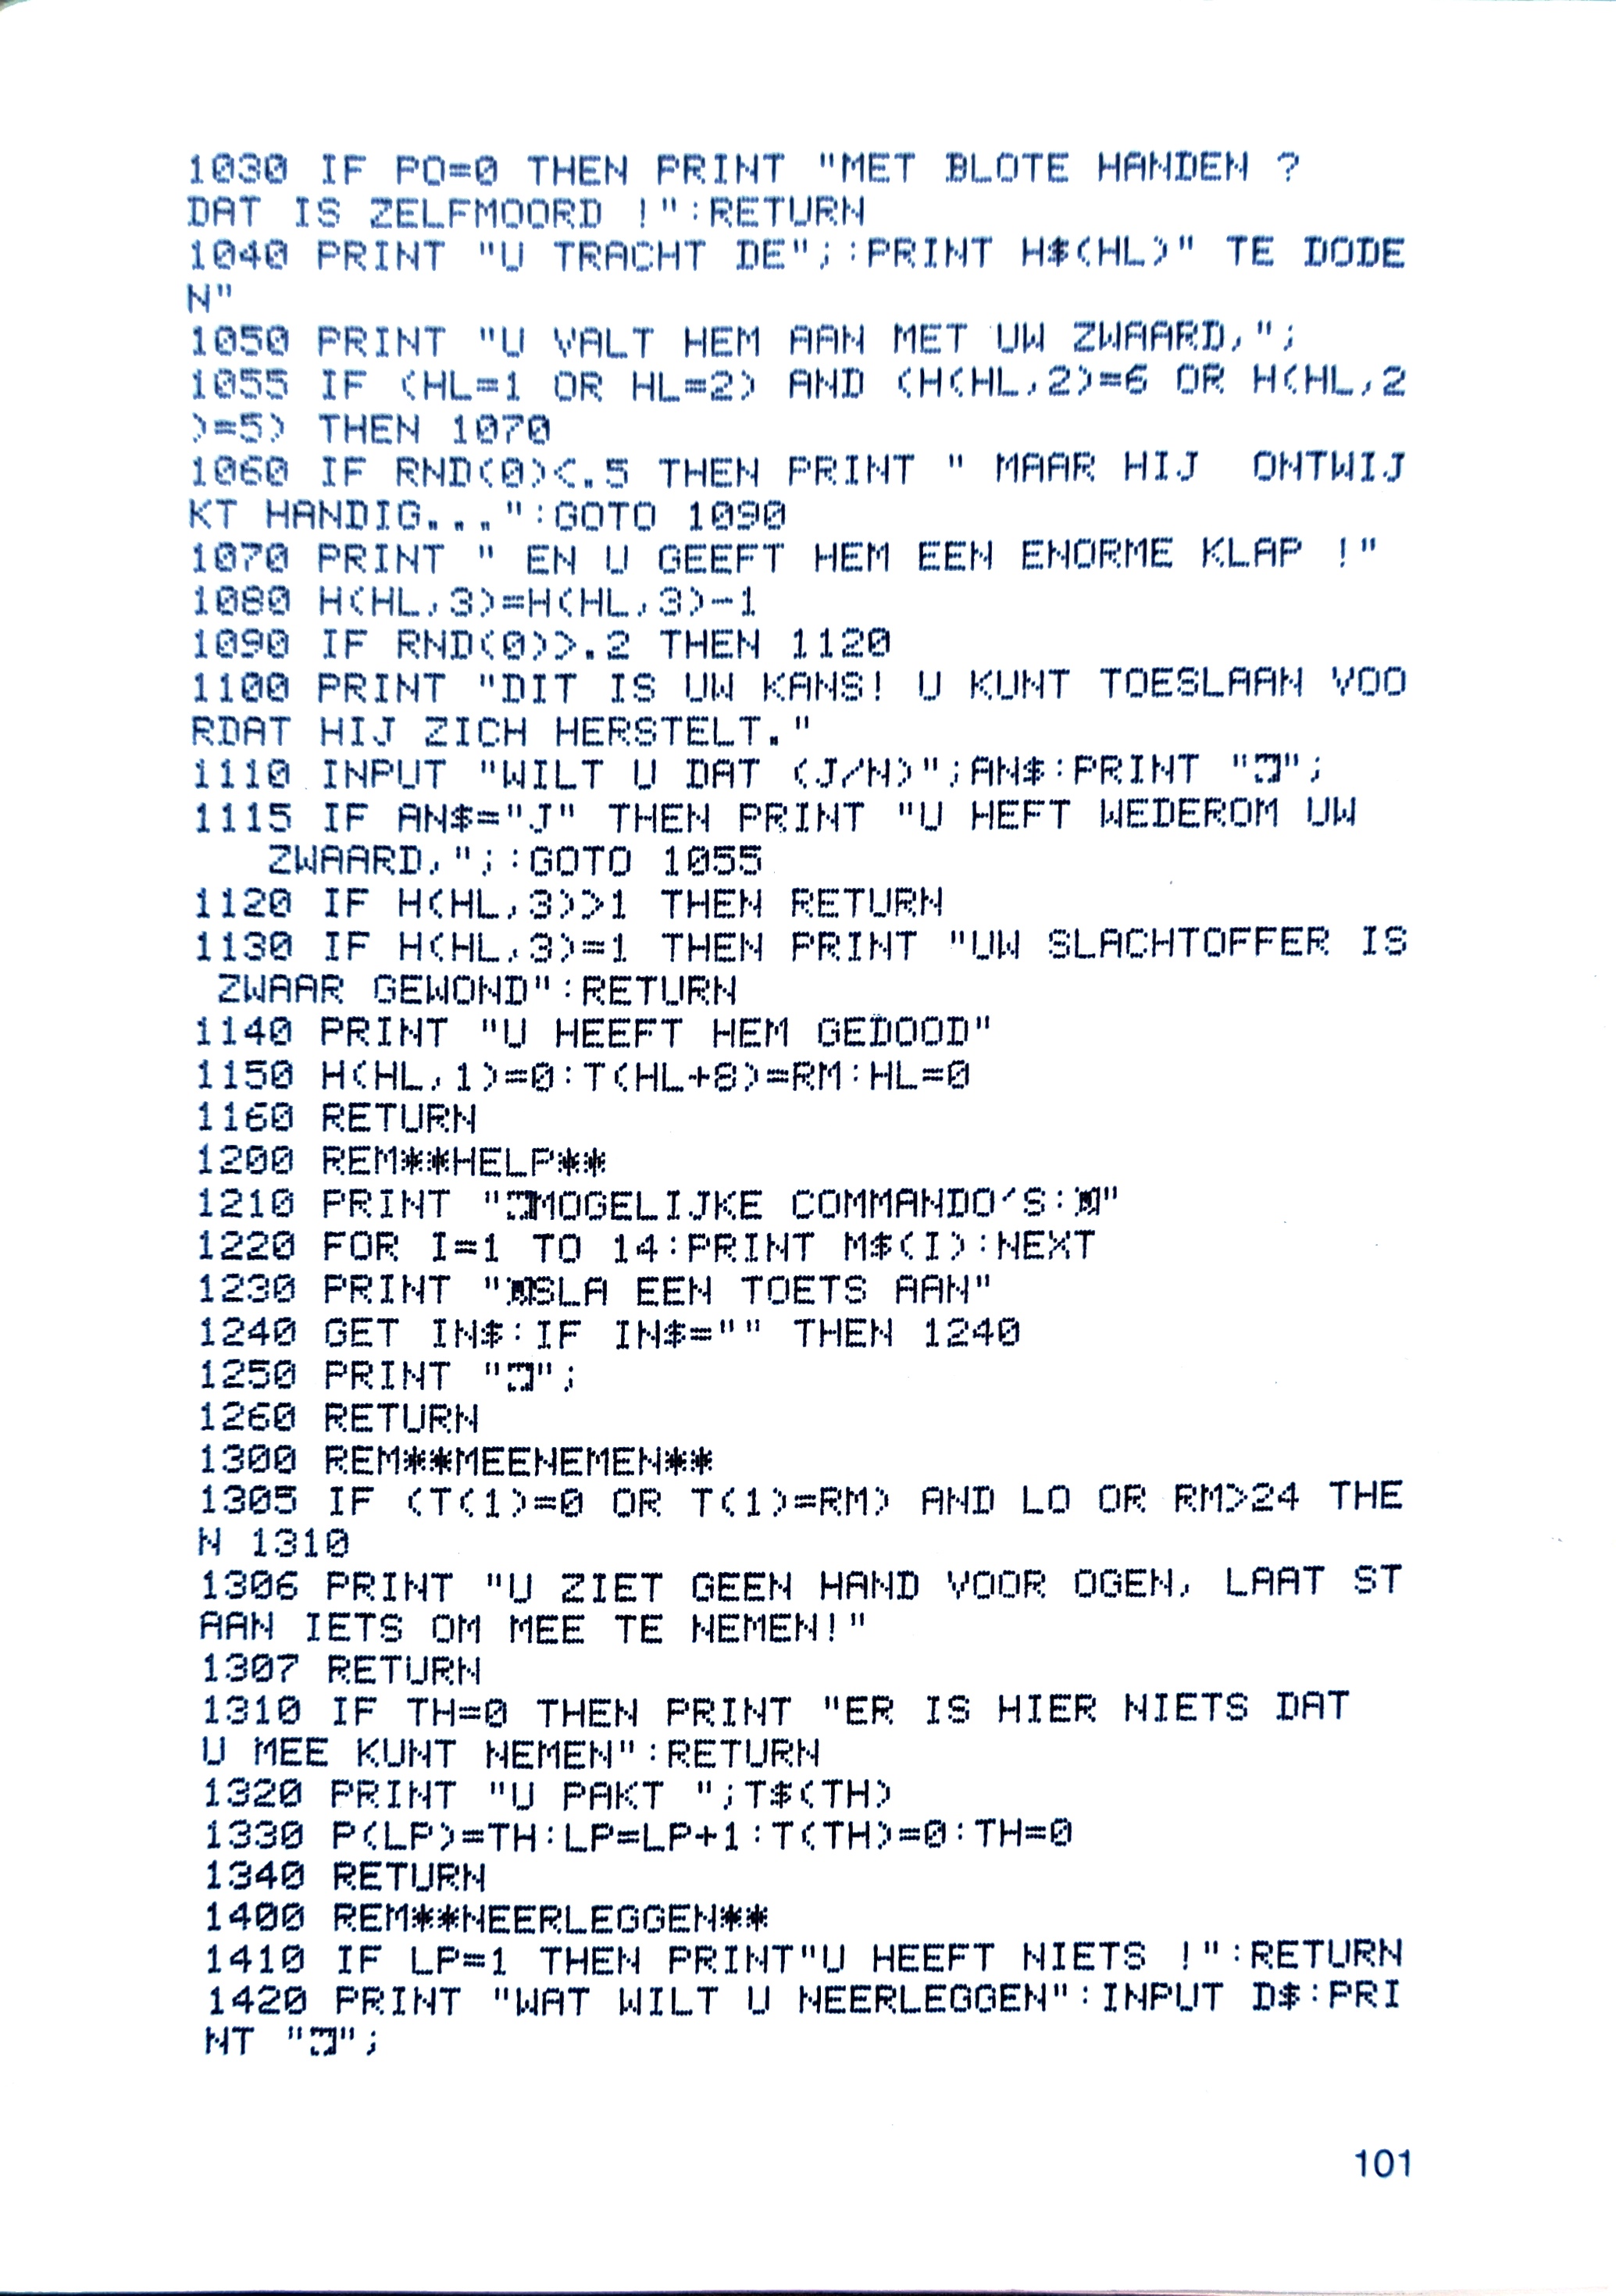 1030 IF PO=0 THEN PRINT "MET BLOTE HANDEN ?
DAT IS ZELFMOORD !":RETURN
1040 PRINT "U TRACHT DE";:PRINT H$(HL)" TE DODE
N"
1050 PRINT "U VALT HEM AAN MET UW ZWAARD,";
1055 IF (HL=1 OR HL=2) AND (H(HL,2)=6 OR H(HL,2
)=5) THEN 1070
1060 IF RND(0)<.5 THEN PRINT " MAAR HIJ  ONTWIJ
KT HANDIG...":GOTO 1090
1070 PRINT " EN U GEEFT HEM EEN ENORME KLAP !"
1080 H(HL,3)=H(HL,3)-1
1090 IF RND(0)>.2 THEN 1120
1100 PRINT "DIT IS UW KANS! U KUNT TOESLAAN VOO
RDAT HIJ ZICH HERSTELT."
1110 INPUT "WILT U DAT (J/N)";AN$:PRINT "";
1115 IF AN$="J" THEN PRINT "U HEFT WEDEROM UW
   ZWAARD,";:GOTO 1055
1120 IF H(HL,3)>1 THEN RETURN
1130 IF H(HL,3)=1 THEN PRINT "UW SLACHTOFFER IS
 ZWAAR GEWOND":RETURN
1140 PRINT "U HEEFT HEM GEDOOD"
1150 H(HL,1)=0:T(HL+8)=RM:HL=0
1160 RETURN
1200 REM**HELP**
1210 PRINT "MOGELIJKE COMMANDO'S:"
1220 FOR I=1 TO 14:PRINT M$(I):NEXT
1230 PRINT "SLA EEN TOETS AAN"
1240 GET IN$:IF IN$="" THEN 1240
1250 PRINT "";
1260 RETURN
1300 REM**MEENEMEN**
1305 IF (T(1)=0 OR T(1)=RM) AND LO OR RM>24 THE
N 1310
1306 PRINT "U ZIET GEEN HAND VOOR OGEN, LAAT ST
AAN IETS OM MEE TE NEMEN!"
1307 RETURN
1310 IF TH=0 THEN PRINT "ER IS HIER NIETS DAT
U MEE KUNT NEMEN":RETURN
1320 PRINT "U PAKT ";T$(TH)
1330 P(LP)=TH:LP=LP+1:T(TH)=0:TH=0
1340 RETURN
1400 REM**NEERLEGGEN**
1410 IF LP=1 THEN PRINT"U HEEFT NIETS !":RETURN
1420 PRINT "WAT WILT U NEERLEGGEN":INPUT D$:PRI
NT "";
101